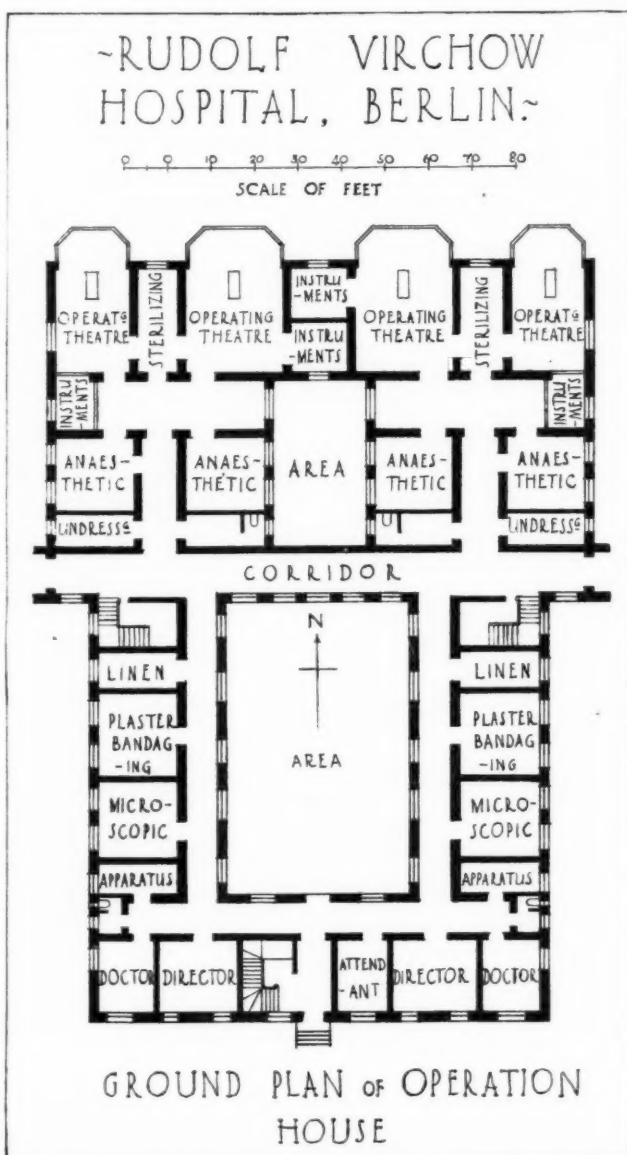 ~RUDOLF VIRCHOW
HOSPITAL, BERLIN.~
0 0 10 20 30 40 50 60 70 80
SCALE OF FEET
OPERATG
THEATRE
STERILIZING
OPERATING
THEATRE
INSTRU
-MENTS
INSTRU
-MENTS
OPERATING
THEATRE
STERILIZING
OPERATG
THEATRE
INSTRU
-MENTS
INSTRU
-MENTS
ANAES-
THETIC
ANAES-
THETIC
AREA
ANAES-
THETIC
ANAES-
THETIC
UNDRESSG
UNDRESSG
CORRIDOR
N
LINEN
LINEN
PLASTER
BANDAG
-ING
AREA
PLASTER
BANDAG
-ING
MICRO-
SCOPIC
MICRO-
SCOPIC
APPARATUS
APPARATUS
DOCTOR
DIRECTOR
ATTEND
-ANT
DIRECTOR
DOCTOR
GROUND PLAN OF OPERATION
HOUSE